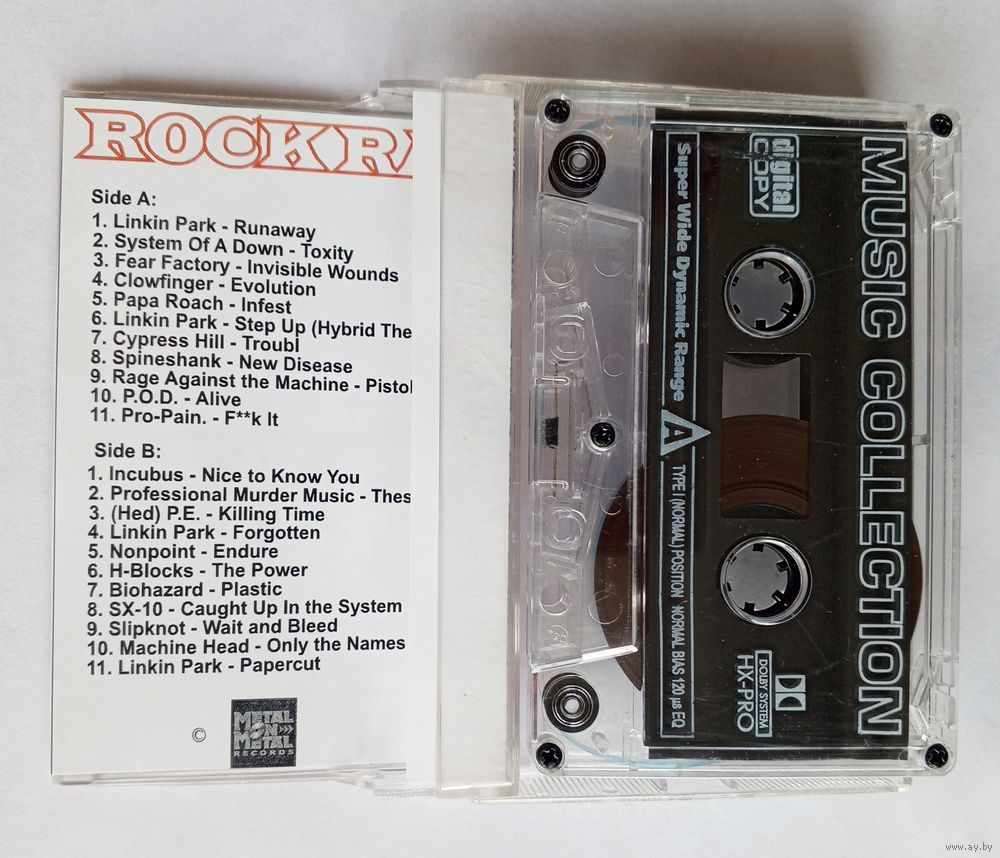 ROCKRA
Side A:
1. Linkin Park - Runaway
2. System Of A Down - Toxity
3. Fear Factory - Invisible Wounds
4. Clowfinger - Evolution
5. Papa Roach - Infest
6. Linkin Park - Step Up (Hybrid The
7. Cypress Hill - Troubl
8. Spineshank - New Disease
9. Rage Against the Machine - Pistol
10. P.O.D. - Alive
11. Pro-Pain. - F**k It
Side B:
1. Incubus - Nice to Know You
2. Professional Murder Music - Thes
3. (Hed) P.E. - Killing Time
4. Linkin Park - Forgotten
5. Nonpoint - Endure
6. H-Blocks - The Power
7. Biohazard - Plastic
8. SX-10 - Caught Up In the System
9. Slipknot - Wait and Bleed
10. Machine Head - Only the Names
11. Linkin Park - Papercut
©
METAL
ON
METAL
RECORDS
MUSIC COLLECTION
digital
COPY
DOLBY SYSTEM
HX-PRO
Super Wide Dynamic Range
A
TYPE I (NORMAL) POSITION NORMAL BIAS 120 µs EQ
www.ay.by